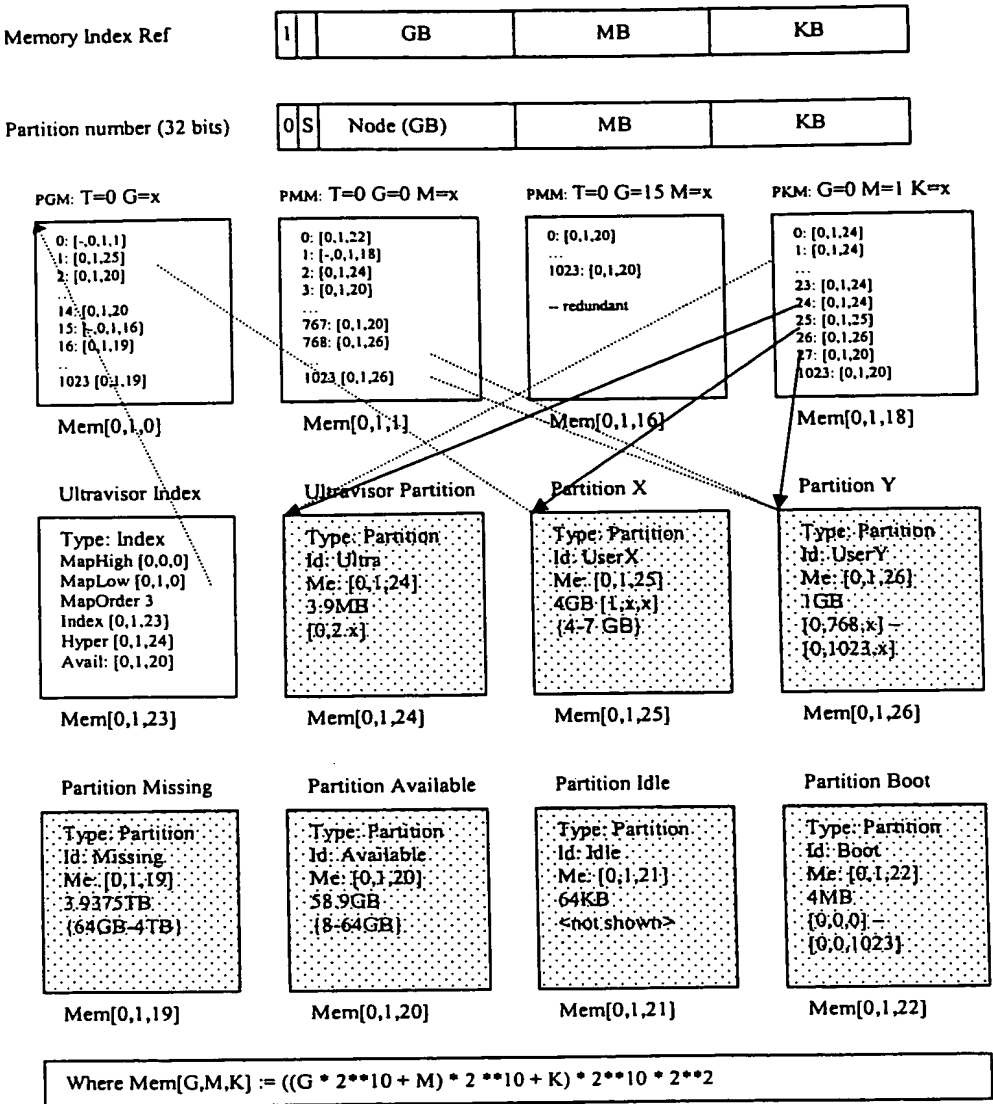 Memory Index Ref
1 GB MB KB
Partition number (32 bits)
0 S Node (GB) MB KB
PGM: T=0 G=x
0: [-,0,1,1]
1: [0,1,25]
2: [0,1,20]
...
14: [0,1,20
15: [-,0,1,16]
16: [0,1,19]
..
1023 [0,1,19]
Mem[0,1,0]
PMM: T=0 G=0 M=x
0: [0,1,22]
1: [-,0,1,18]
2: [0,1,24]
3: [0,1,20]
...
767: [0,1,20]
768: [0,1,26]
...
1023 [0,1,26]
Mem[0,1,1]
PMM: T=0 G=15 M=x
0: [0,1,20]
...
1023: [0,1,20]
-- redundant
Mem[0,1,16]
PKM: G=0 M=1 K=x
0: [0,1,24]
1: [0,1,24]
...
23: [0,1,24]
24: [0,1,24]
25: [0,1,25]
26: [0,1,26]
27: [0,1,20]
1023: [0,1,20]
Mem[0,1,18]
Ultravisor Index
Type: Index
MapHigh [0,0,0]
MapLow [0,1,0]
MapOrder 3
Index [0,1,23]
Hyper [0,1,24]
Avail: [0,1,20]
Mem[0,1,23]
Ultravisor Partition
Type: Partition
Id: Ultra
Me: [0,1,24]
3.9MB
[0,2,x]
Mem[0,1,24]
Partition X
Type: Partition
Id: UserX
Me: [0,1,25]
4GB [1,x,x]
{4-7 GB}
Mem[0,1,25]
Partition Y
Type: Partition
Id: UserY
Me: [0,1,26]
1GB
[0,768,x] –
[0,1023,x]
Mem[0,1,26]
Partition Missing
Type: Partition
Id: Missing
Me: [0,1,19]
3.9375TB
{64GB-4TB}
Mem[0,1,19]
Partition Available
Type: Partition
Id: Available
Me: [0,1,20]
58.9GB
{8-64GB}
Mem[0,1,20]
Partition Idle
Type: Partition
Id: Idle
Me: [0,1,21]
64KB
<not shown>
Mem[0,1,21]
Partition Boot
Type: Partition
Id: Boot
Me: [0,1,22]
4MB
[0,0,0] –
[0,0,1023]
Mem[0,1,22]
Where Mem[G,M,K] := ((G * 2**10 + M) * 2 **10 + K) * 2**10 * 2**2